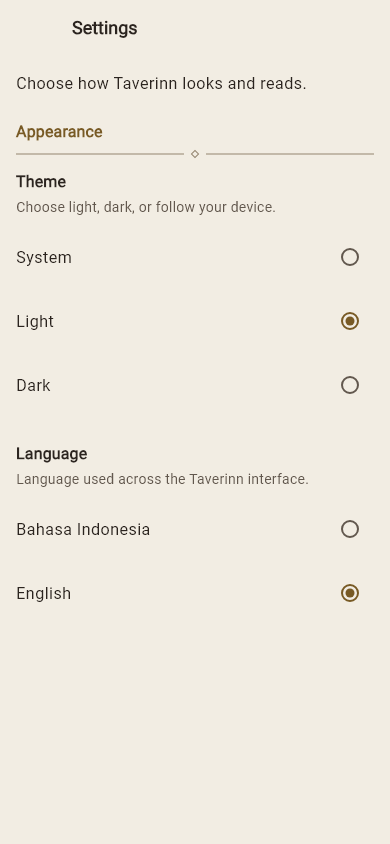 Settings
Choose how Taverinn looks and reads.
Appearance
Theme
Choose light, dark, or follow your device.
System
Light
Dark
Language
Language used across the Taverinn interface.
Bahasa Indonesia
English